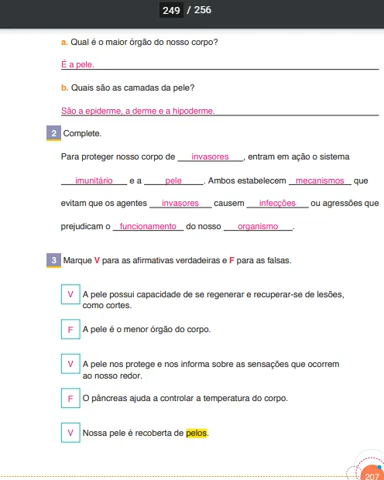 249 / 256
a. Qual é o maior órgão do nosso corpo?
É a pele.
b. Quais são as camadas da pele?
São a epiderme, a derme e a hipoderme.
2 Complete.
Para proteger nosso corpo de invasores, entram em ação o sistema
imunitário e a pele. Ambos estabelecem mecanismos que
evitam que os agentes invasores causem infecções ou agressões que
prejudicam o funcionamento do nosso organismo.
3 Marque V para as afirmativas verdadeiras e F para as falsas.
V A pele possui capacidade de se regenerar e recuperar-se de lesões,
como cortes.
F A pele é o menor órgão do corpo.
V A pele nos protege e nos informa sobre as sensações que ocorrem
ao nosso redor.
F O pâncreas ajuda a controlar a temperatura do corpo.
V Nossa pele é recoberta de pelos.
207